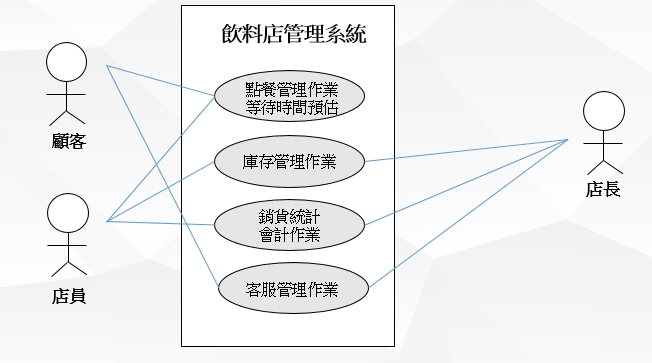 飲料店管理系統
顧客
點餐管理作業
等待時間預估
庫存管理作業
店長
銷貨統計
會計作業
店員
客服管理作業